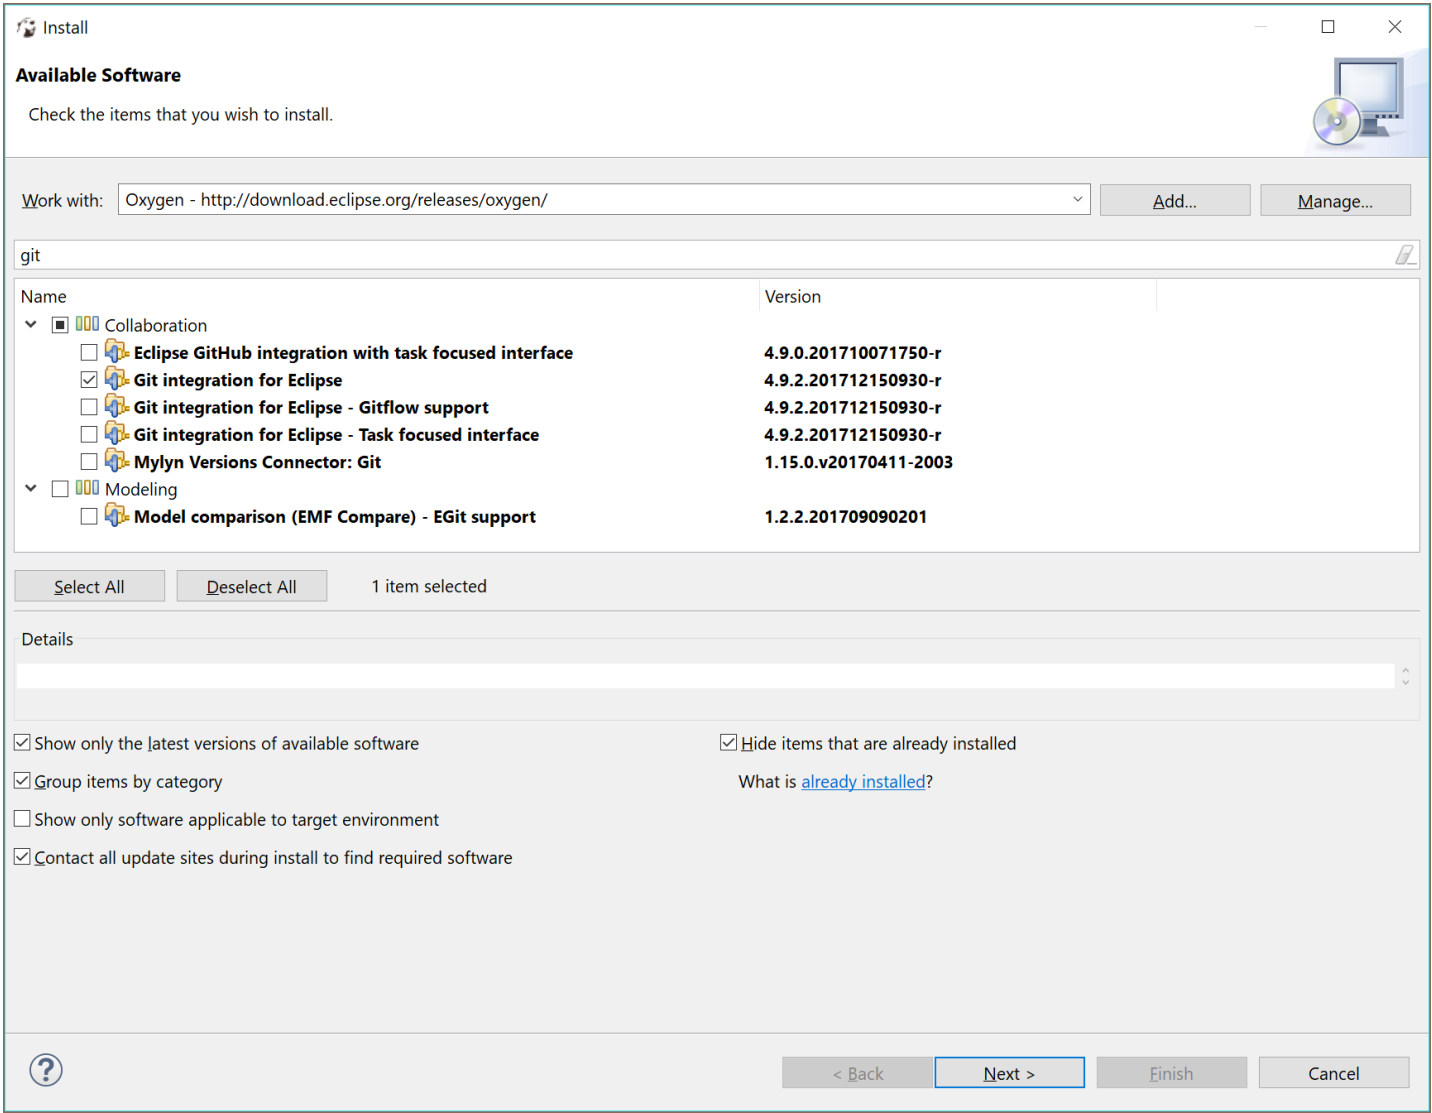 Install
Available Software
Check the items that you wish to install.
Work with: Oxygen - http://download.eclipse.org/releases/oxygen/ Add... Manage...
git
Name Version
Collaboration
Eclipse GitHub integration with task focused interface 4.9.0.201710071750-r
Git integration for Eclipse 4.9.2.201712150930-r
Git integration for Eclipse - Gitflow support 4.9.2.201712150930-r
Git integration for Eclipse - Task focused interface 4.9.2.201712150930-r
Mylyn Versions Connector: Git 1.15.0.v20170411-2003
Modeling
Model comparison (EMF Compare) - EGit support 1.2.2.201709090201
Select All Deselect All 1 item selected
Details
Show only the latest versions of available software Hide items that are already installed
Group items by category What is already installed?
Show only software applicable to target environment
Contact all update sites during install to find required software
? < Back Next > Finish Cancel